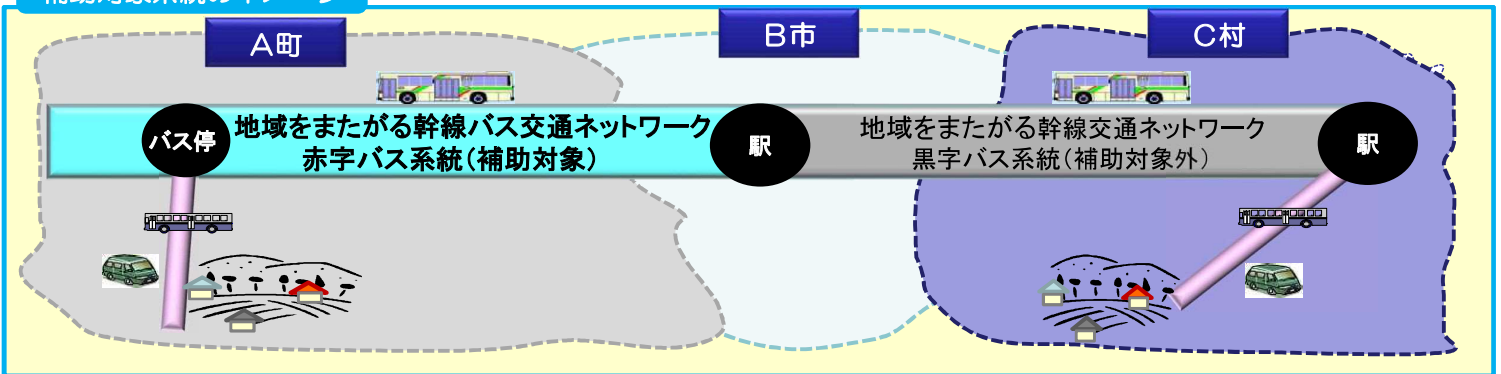 A町
B市
C村
バス停
地域をまたがる幹線バス交通ネットワーク
赤字バス系統(補助対象)
駅
地域をまたがる幹線交通ネットワーク
黒字バス系統(補助対象外)
駅